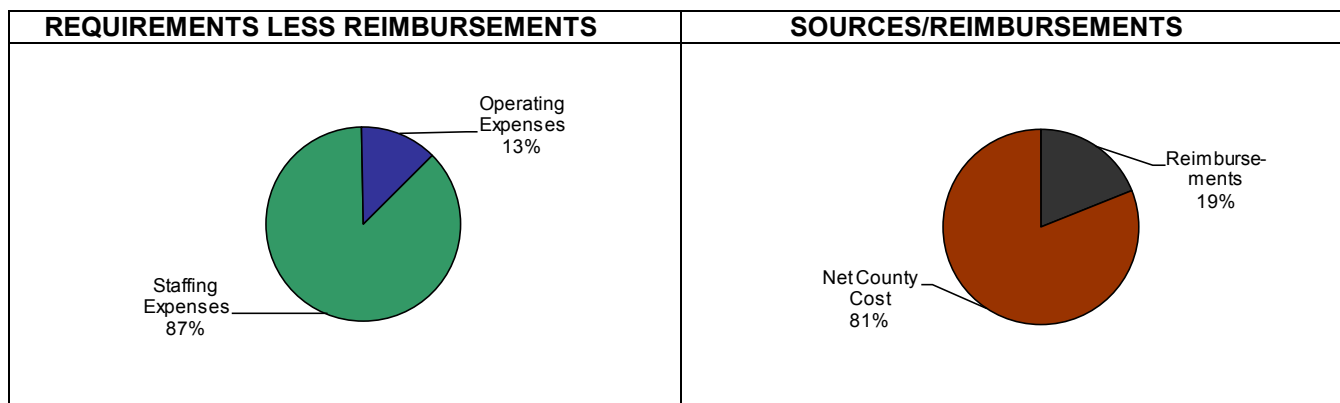 REQUIREMENTS LESS REIMBURSEMENTS
SOURCES/REIMBURSEMENTS
Operating
Expenses
13%
Staffing
Expenses
87%
Reimburse-
ments
19%
Net County
Cost
81%